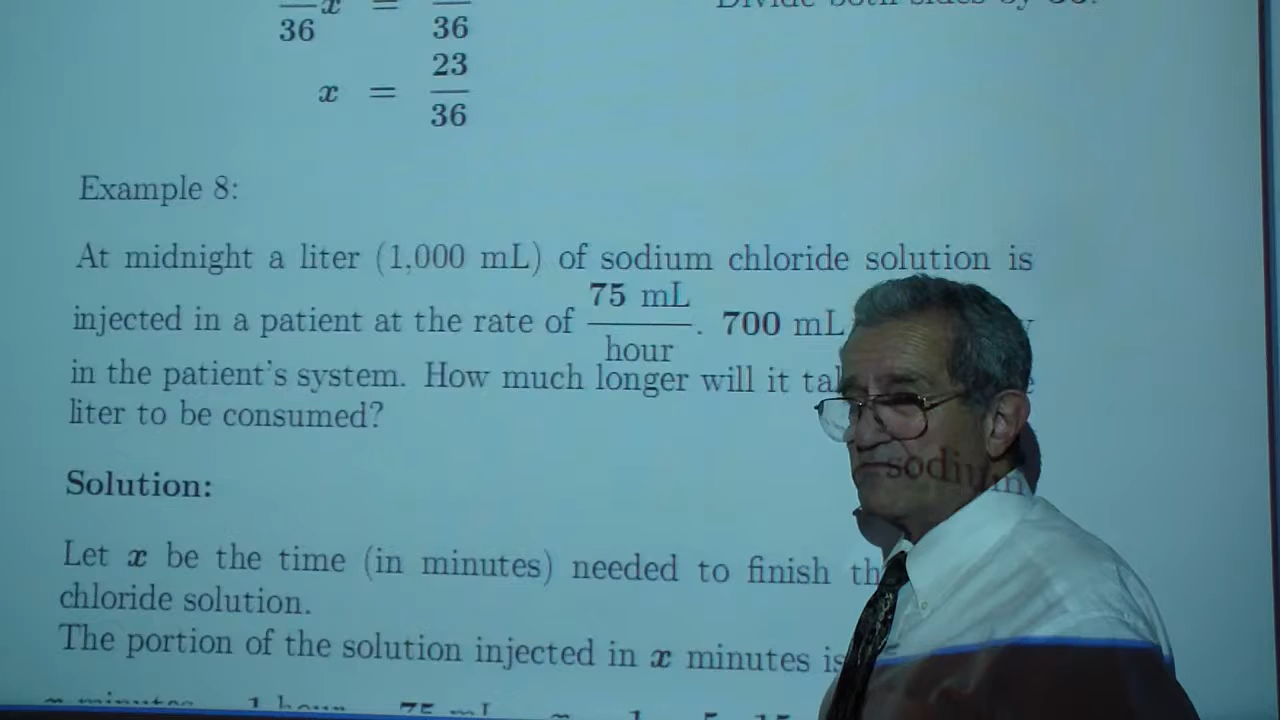 36 x = 36
x = 23/36
Example 8:
At midnight a liter (1,000 mL) of sodium chloride solution is
injected in a patient at the rate of 75 mL/hour. 700 mL
in the patient's system. How much longer will it
liter to be consumed?
Solution:
Let x be the time (in minutes) needed to finish
sodium
chloride solution.
The portion of the solution injected in x minutes is